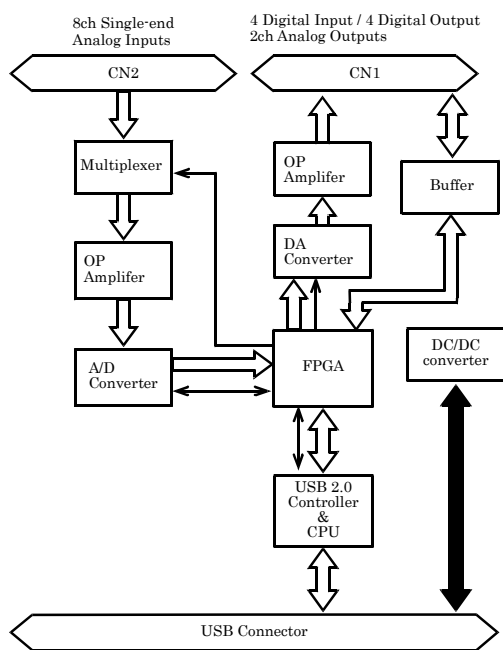 8ch Single-end
Analog Inputs
4 Digital Input / 4 Digital Output
2ch Analog Outputs
CN2
CN1
Multiplexer
OP
Amplifer
Buffer
DA
Converter
OP
Amplifer
A/D
Converter
FPGA
DC/DC
converter
USB 2.0
Controller
&
CPU
USB Connector